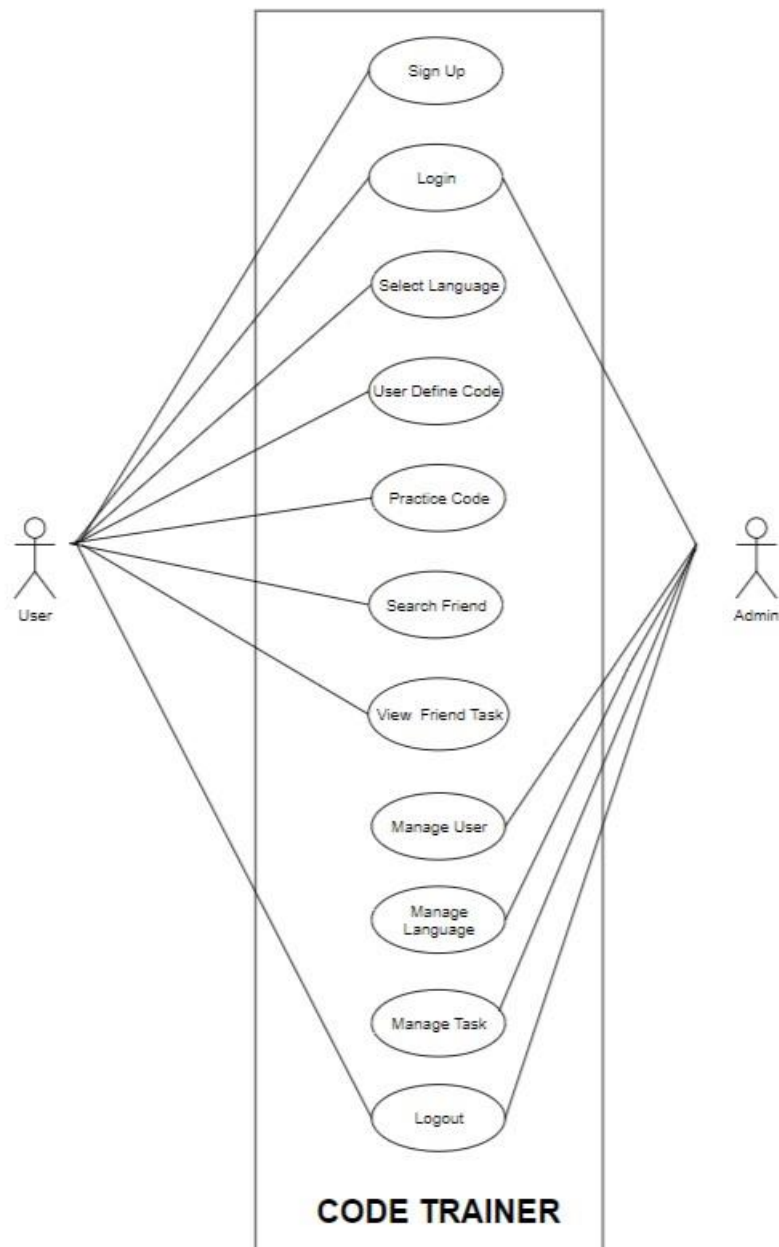 Sign Up
Login
Select Language
User Define Code
Practice Code
User
Search Friend
Admin
View Friend Task
Manage User
Manage
Language
Manage Task
Logout
CODE TRAINER